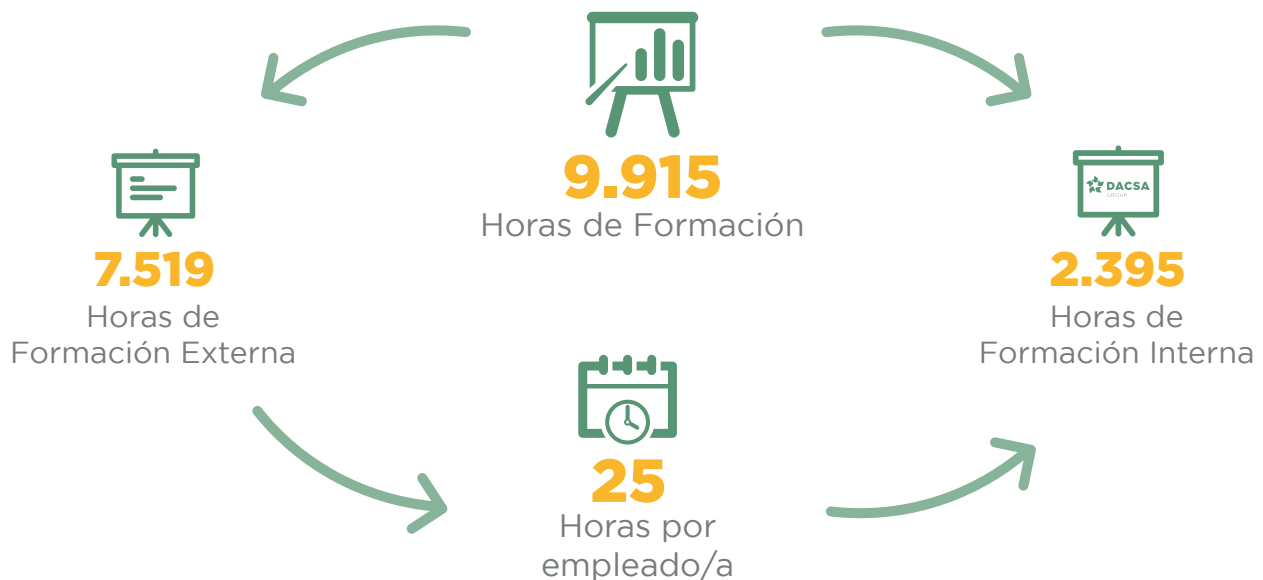 9.915
Horas de Formación
7.519
Horas de
Formación Externa
DACSA
GROUP
2.395
Horas de
Formación Interna
25
Horas por
empleado/a